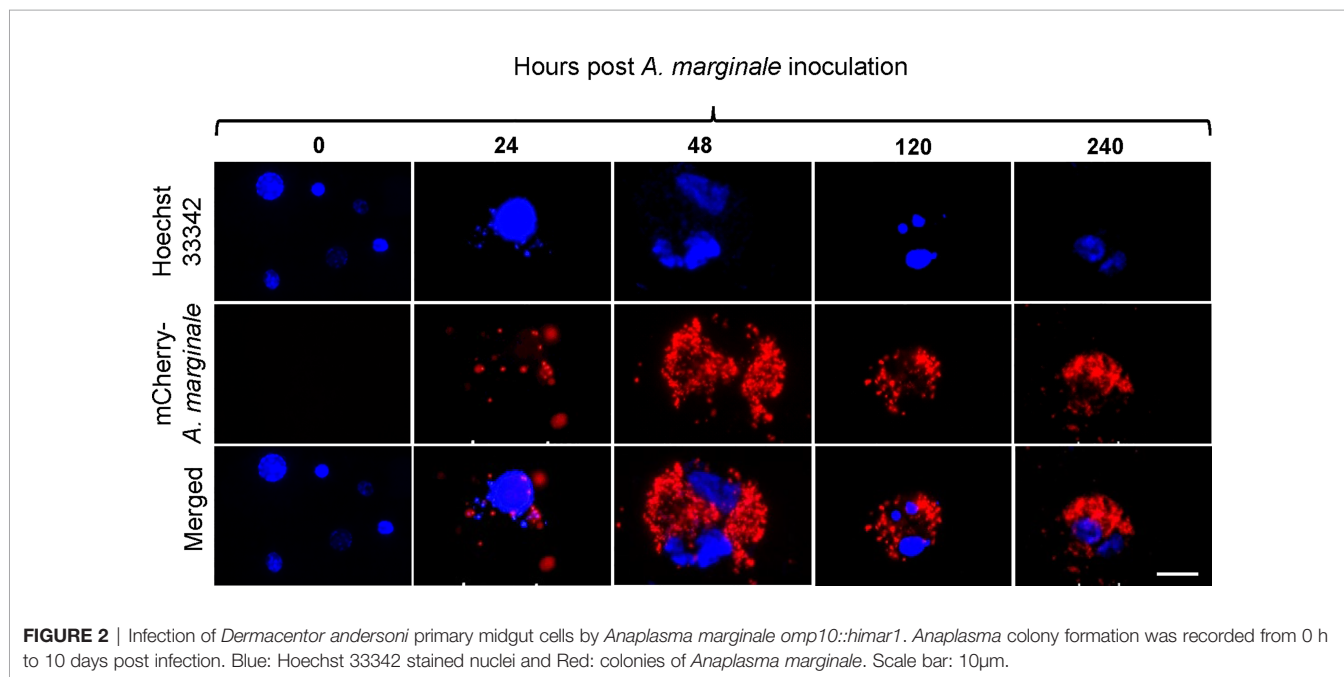 Hours post A. marginale inoculation
0 24 48 120 240
Hoechst
33342
mCherry-
A. marginale
Merged
FIGURE 2 | Infection of Dermacentor andersoni primary midgut cells by Anaplasma marginale omp10::himar1. Anaplasma colony formation was recorded from 0 h
to 10 days post infection. Blue: Hoechst 33342 stained nuclei and Red: colonies of Anaplasma marginale. Scale bar: 10µm.